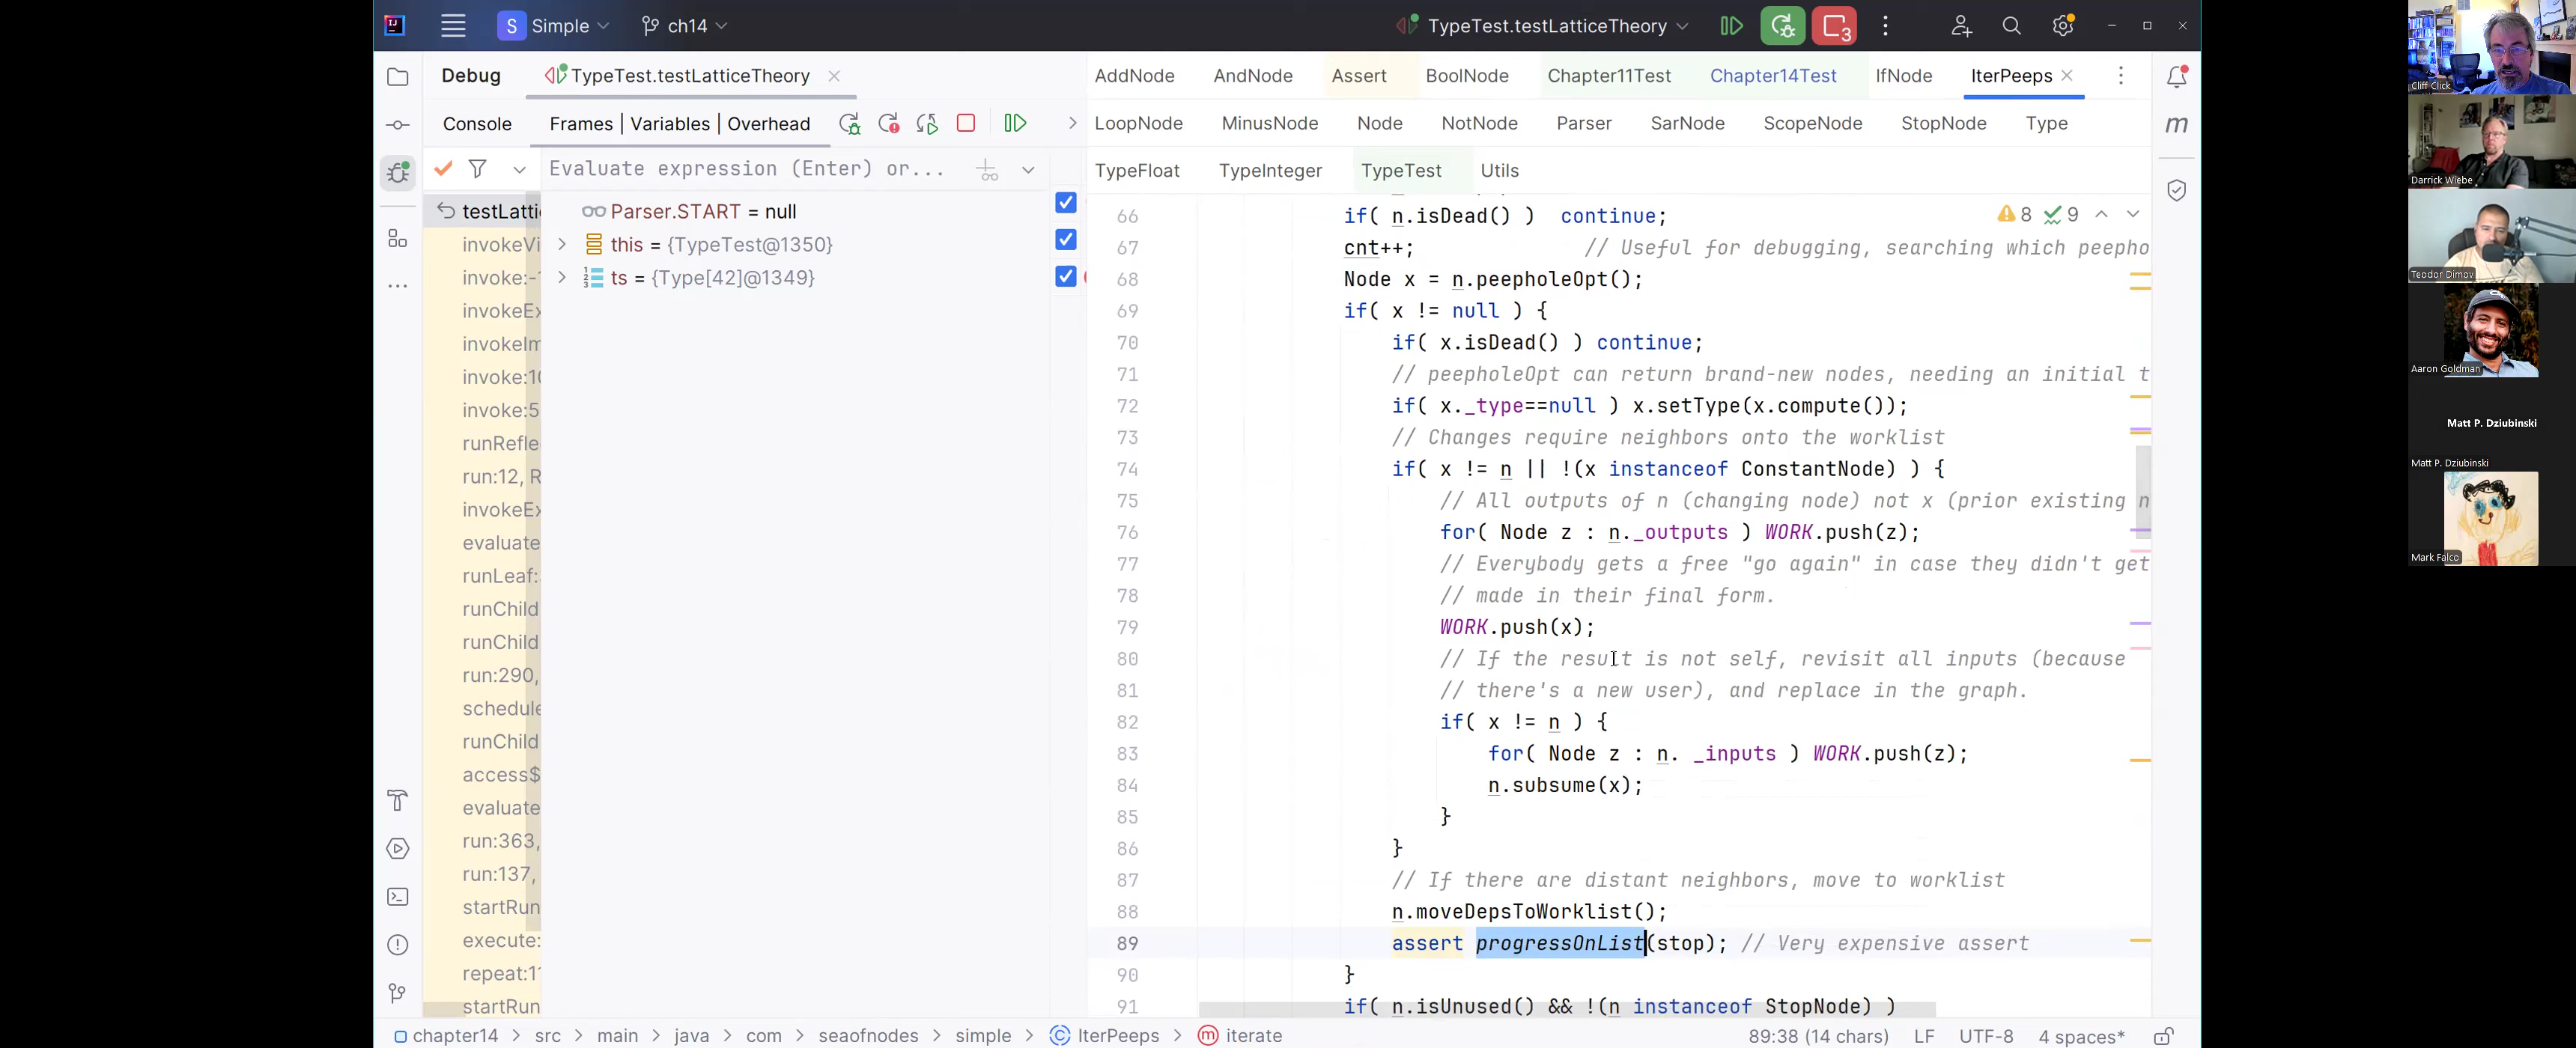 S Simple ch14 TypeTest.testLatticeTheory 3
Debug TypeTest.testLatticeTheory
Console Frames | Variables | Overhead
Evaluate expression (Enter) or...
testLatti
invokeVi
invoke:-1
invokeEx
invokeIm
invoke:10
invoke:5
runRefle
run:12, R
invokeEx
evaluate
runLeaf:
runChild
runChild
run:290,
schedule
runChild
access$
evaluate
run:363,
run:137,
startRun
execute:
repeat:11
startRun
Parser.START = null
this = {TypeTest@1350}
ts = {Type[42]@1349}
AddNode AndNode Assert BoolNode Chapter11Test Chapter14Test IfNode IterPeeps
LoopNode MinusNode Node NotNode Parser SarNode ScopeNode StopNode Type
TypeFloat TypeInteger TypeTest Utils
8 9
66 if( n.isDead() ) continue;
67 cnt++; // Useful for debugging, searching which peepho
68 Node x = n.peepholeOpt();
69 if( x != null ) {
70 if( x.isDead() ) continue;
71 // peepholeOpt can return brand-new nodes, needing an initial t
72 if( x._type==null ) x.setType(x.compute());
73 // Changes require neighbors onto the worklist
74 if( x != n || !(x instanceof ConstantNode) ) {
75 // All outputs of n (changing node) not x (prior existing n
76 for( Node z : n._outputs ) WORK.push(z);
77 // Everybody gets a free "go again" in case they didn't get
78 // made in their final form.
79 WORK.push(x);
80 // If the result is not self, revisit all inputs (because
81 // there's a new user), and replace in the graph.
82 if( x != n ) {
83 for( Node z : n. _inputs ) WORK.push(z);
84 n.subsume(x);
85 }
86 }
87 // If there are distant neighbors, move to worklist
88 n.moveDepsToWorklist();
89 assert progressOnList(stop); // Very expensive assert
90 }
91 if( n.isUnused() && !(n instanceof StopNode) )
chapter14 > src > main > java > com > seaofnodes > simple > IterPeeps > iterate
89:38 (14 chars) LF UTF-8 4 spaces*
Cliff Click
Darrick Wiebe
Teodor Dimov
Aaron Goldman
Matt P. Dziubinski
Matt P. Dziubinski
Mark Falco